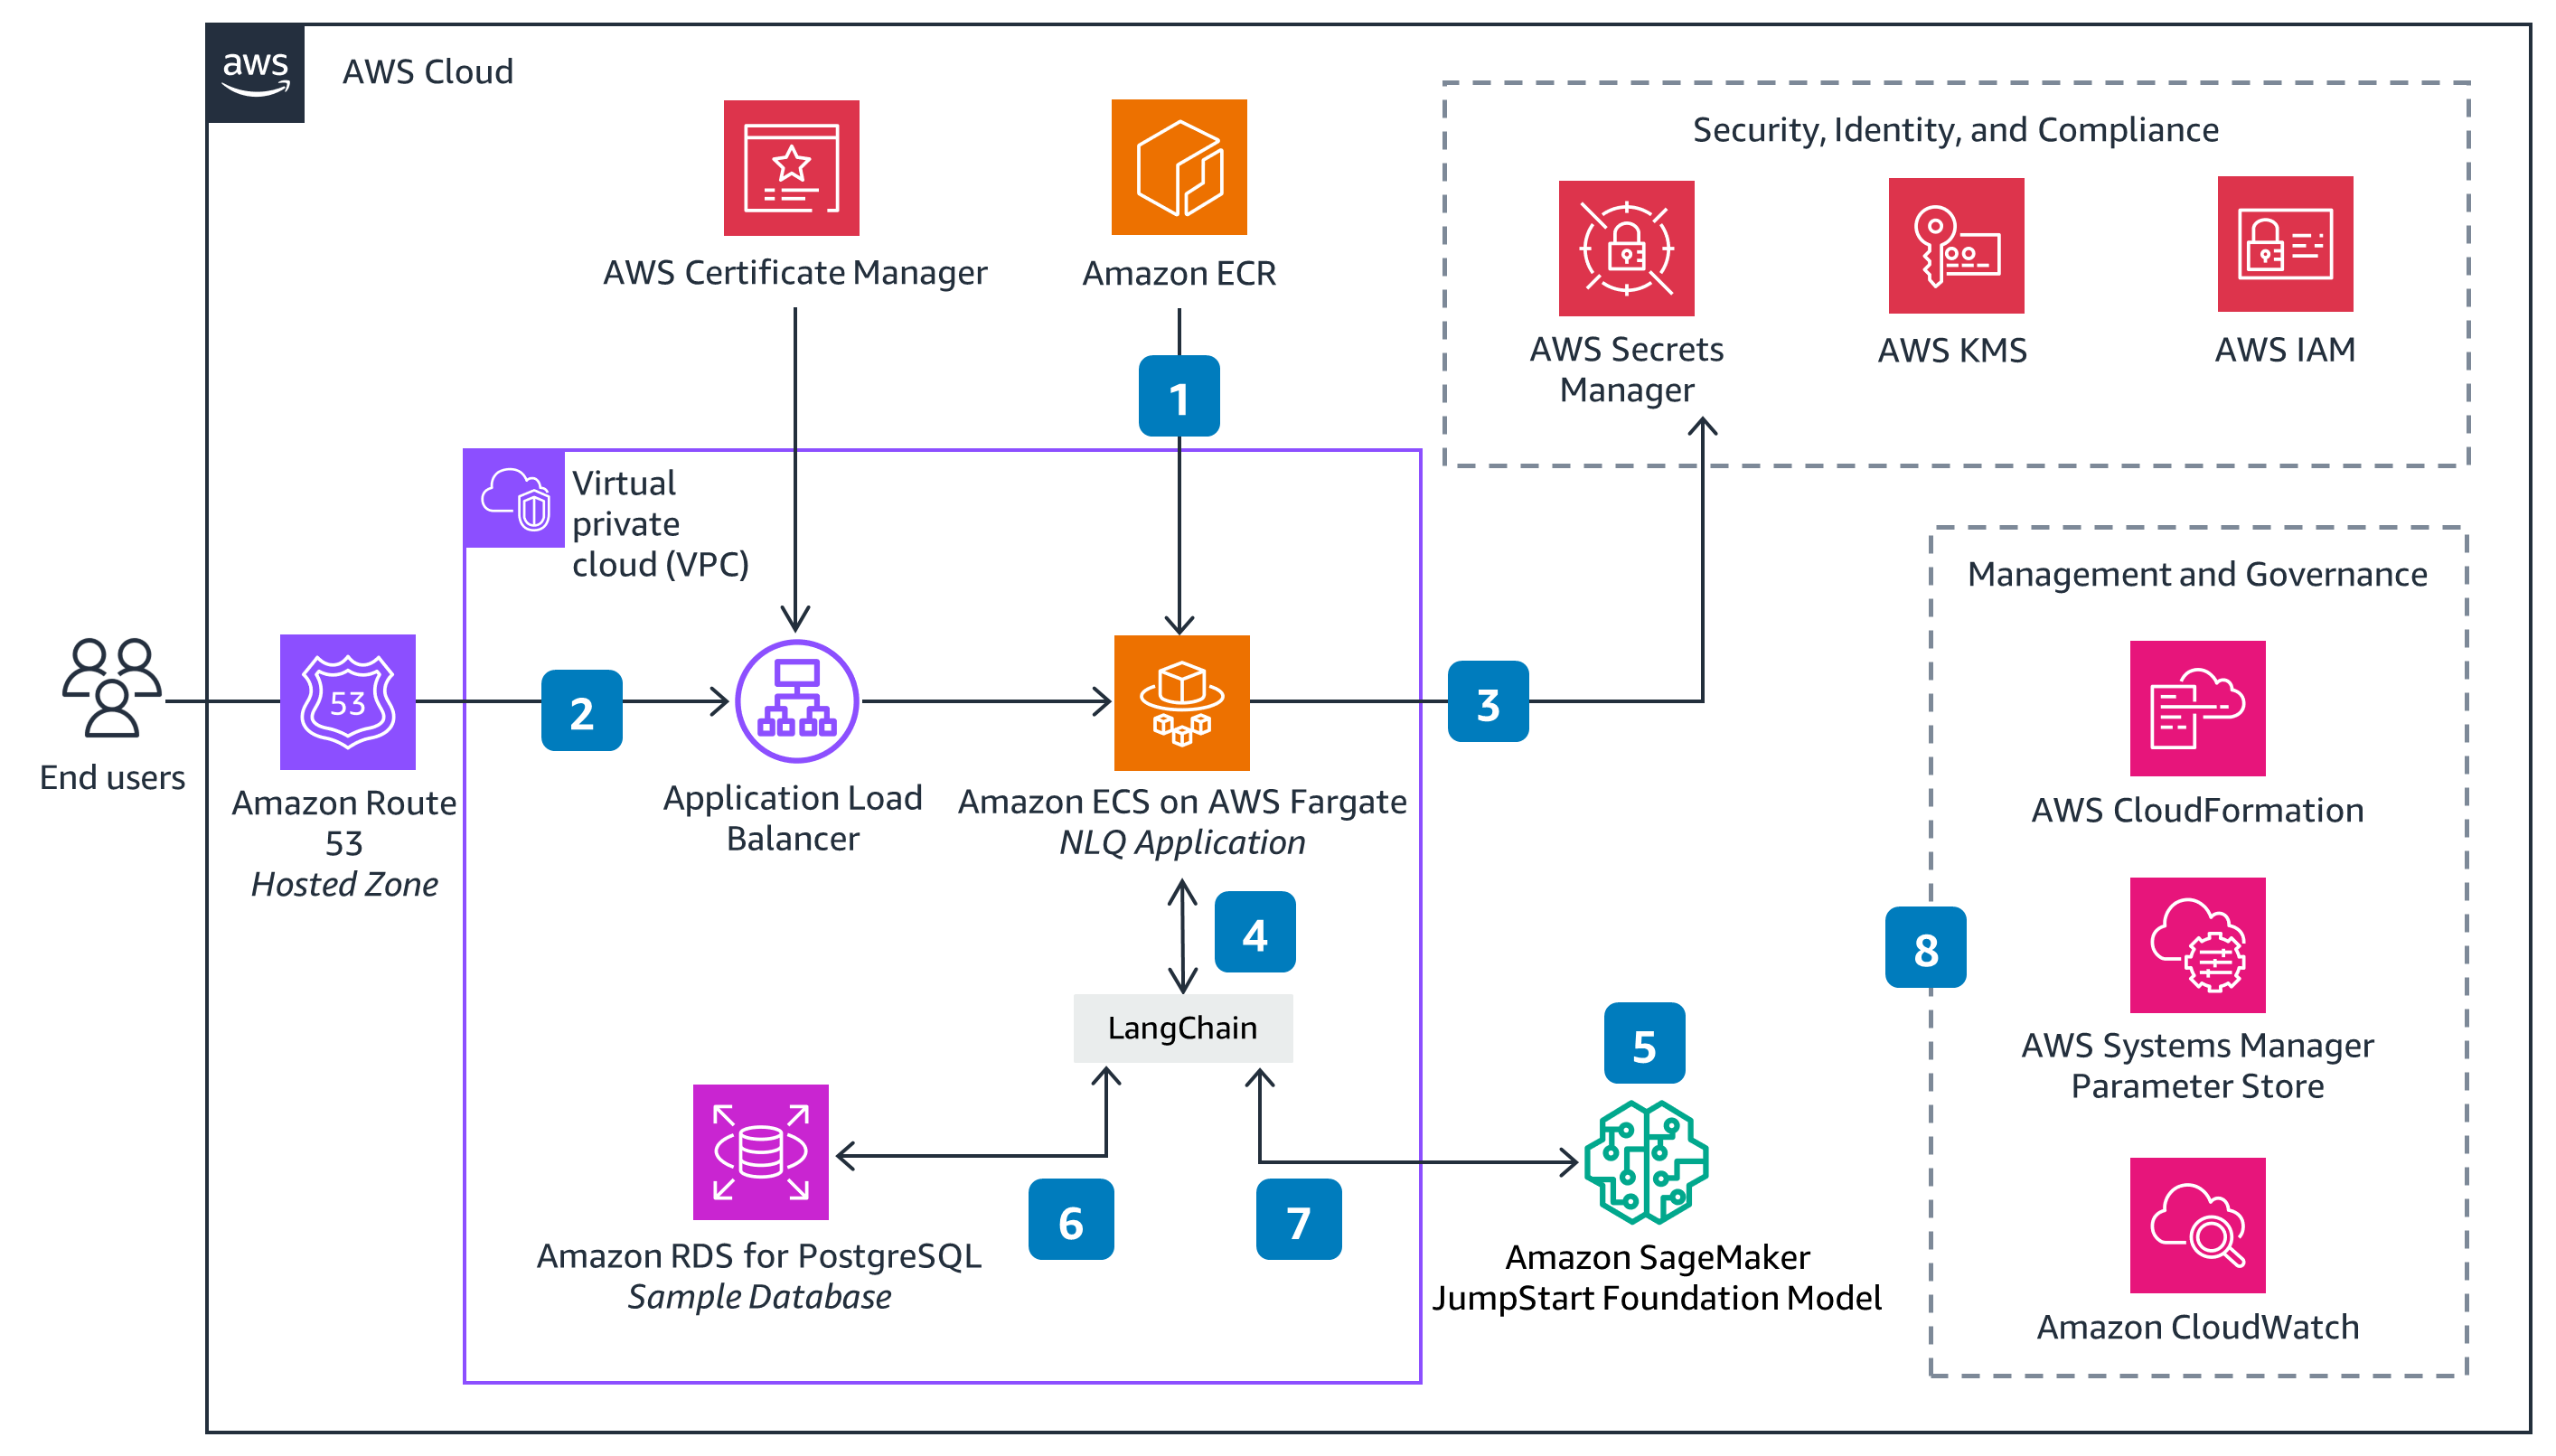 aws
AWS Cloud
AWS Certificate Manager
Amazon ECR
1
Security, Identity, and Compliance
AWS Secrets
Manager
AWS KMS
AWS IAM
Virtual
private
cloud (VPC)
End users
53
Amazon Route
53
Hosted Zone
2
Application Load
Balancer
Amazon ECS on AWS Fargate
NLQ Application
3
4
LangChain
Amazon RDS for PostgreSQL
Sample Database
6
7
5
Amazon SageMaker
JumpStart Foundation Model
8
Management and Governance
AWS CloudFormation
AWS Systems Manager
Parameter Store
Amazon CloudWatch